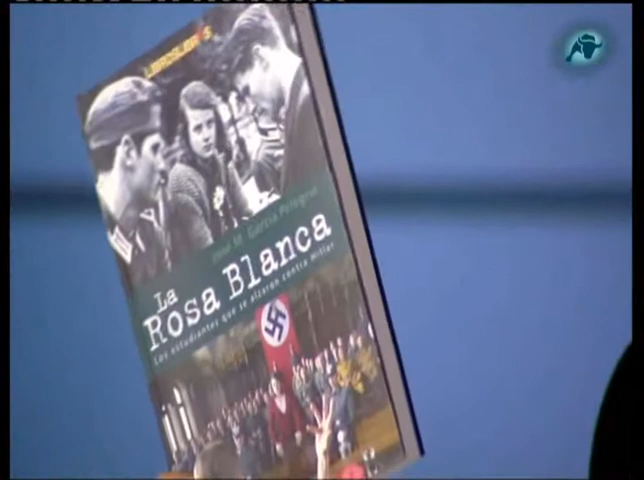 LIBROSLIBRES
José M. García Pelegrín
La
Rosa Blanca
Los estudiantes que se alzaron contra Hitler